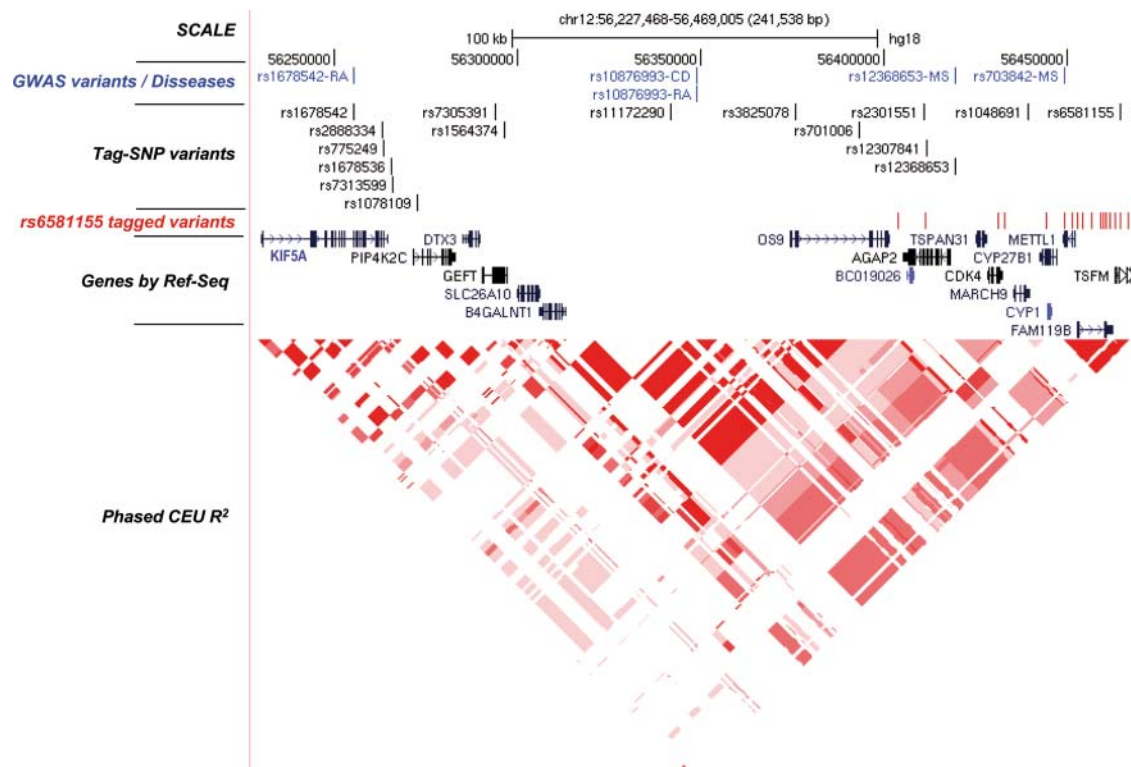 SCALE
chr12:56,227,468-56,469,005 (241,538 bp)
100 kb hg18
56250000 56300000 56350000 56400000 56450000
GWAS variants / Diseases
rs1678542-RA rs10876993-CD rs12368653-MS rs703842-MS
rs10876993-RA
Tag-SNP variants
rs1678542 rs7305391 rs11172290 rs3825078 rs2301551 rs1048691 rs6581155
rs2888334 rs1564374 rs701006
rs775249 rs12307841
rs1678536 rs12368653
rs7313599
rs1078109
rs6581155 tagged variants
Genes by Ref-Seq
KIF5A DTX3 OS9 TSPAN31 METTL1
PIP4K2C AGAP2 CYP27B1
GEFT BC019026 CDK4 TSFM
SLC26A10 MARCH9
B4GALNT1 CYP1
FAM119B
Phased CEU R²